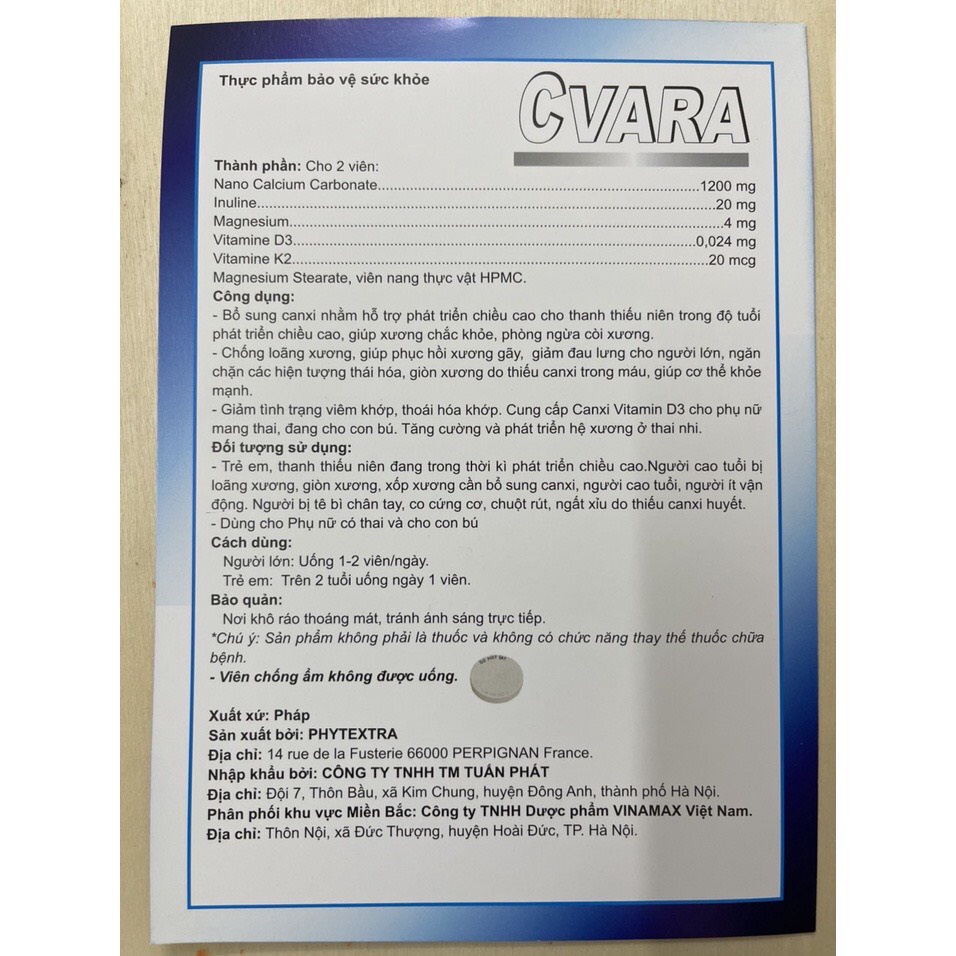 Thực phẩm bảo vệ sức khỏe
CVARA
Thành phần: Cho 2 viên:
Nano Calcium Carbonate....................................................................1200 mg
Inuline...................................................................................................20 mg
Magnesium.............................................................................................4 mg
Vitamine D3......................................................................................0,024 mg
Vitamine K2.........................................................................................20 mcg
Magnesium Stearate, viên nang thực vật HPMC.
Công dụng:
- Bổ sung canxi nhằm hỗ trợ phát triển chiều cao cho thanh thiếu niên trong độ tuổi
phát triển chiều cao, giúp xương chắc khỏe, phòng ngừa còi xương.
- Chống loãng xương, giúp phục hồi xương gãy, giảm đau lưng cho người lớn, ngăn
chặn các hiện tượng thái hóa, giòn xương do thiếu canxi trong máu, giúp cơ thể khỏe
mạnh.
- Giảm tình trạng viêm khớp, thoái hóa khớp. Cung cấp Canxi Vitamin D3 cho phụ nữ
mang thai, đang cho con bú. Tăng cường và phát triển hệ xương ở thai nhi.
Đối tượng sử dụng:
- Trẻ em, thanh thiếu niên đang trong thời kì phát triển chiều cao.Người cao tuổi bị
loãng xương, giòn xương, xốp xương cần bổ sung canxi, người cao tuổi, người ít vận
động. Người bị tê bì chân tay, co cứng cơ, chuột rút, ngất xỉu do thiếu canxi huyết.
- Dùng cho Phụ nữ có thai và cho con bú
Cách dùng:
Người lớn: Uống 1-2 viên/ngày.
Trẻ em: Trên 2 tuổi uống ngày 1 viên.
Bảo quản:
Nơi khô ráo thoáng mát, tránh ánh sáng trực tiếp.
*Chú ý: Sản phẩm không phải là thuốc và không có chức năng thay thế thuốc chữa
bệnh.
- Viên chống ẩm không được uống.
Xuất xứ: Pháp
Sản xuất bởi: PHYTEXTRA
Địa chỉ: 14 rue de la Fusterie 66000 PERPIGNAN France.
Nhập khẩu bởi: CÔNG TY TNHH TM TUẤN PHÁT
Địa chỉ: Đội 7, Thôn Bầu, xã Kim Chung, huyện Đông Anh, thành phố Hà Nội.
Phân phối khu vực Miền Bắc: Công ty TNHH Dược phẩm VINAMAX Việt Nam.
Địa chỉ: Thôn Nội, xã Đức Thượng, huyện Hoài Đức, TP. Hà Nội.